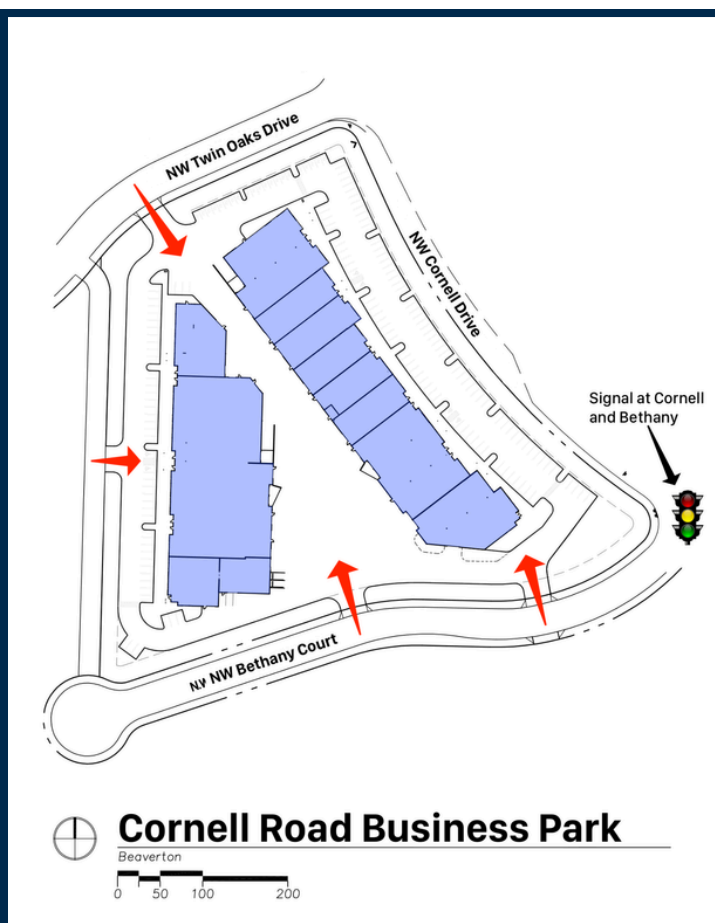 NW Twin Oaks Drive
NW Cornell Drive
Signal at Cornell
and Bethany
NW Bethany Court
Cornell Road Business Park
Beaverton
0 50 100 200